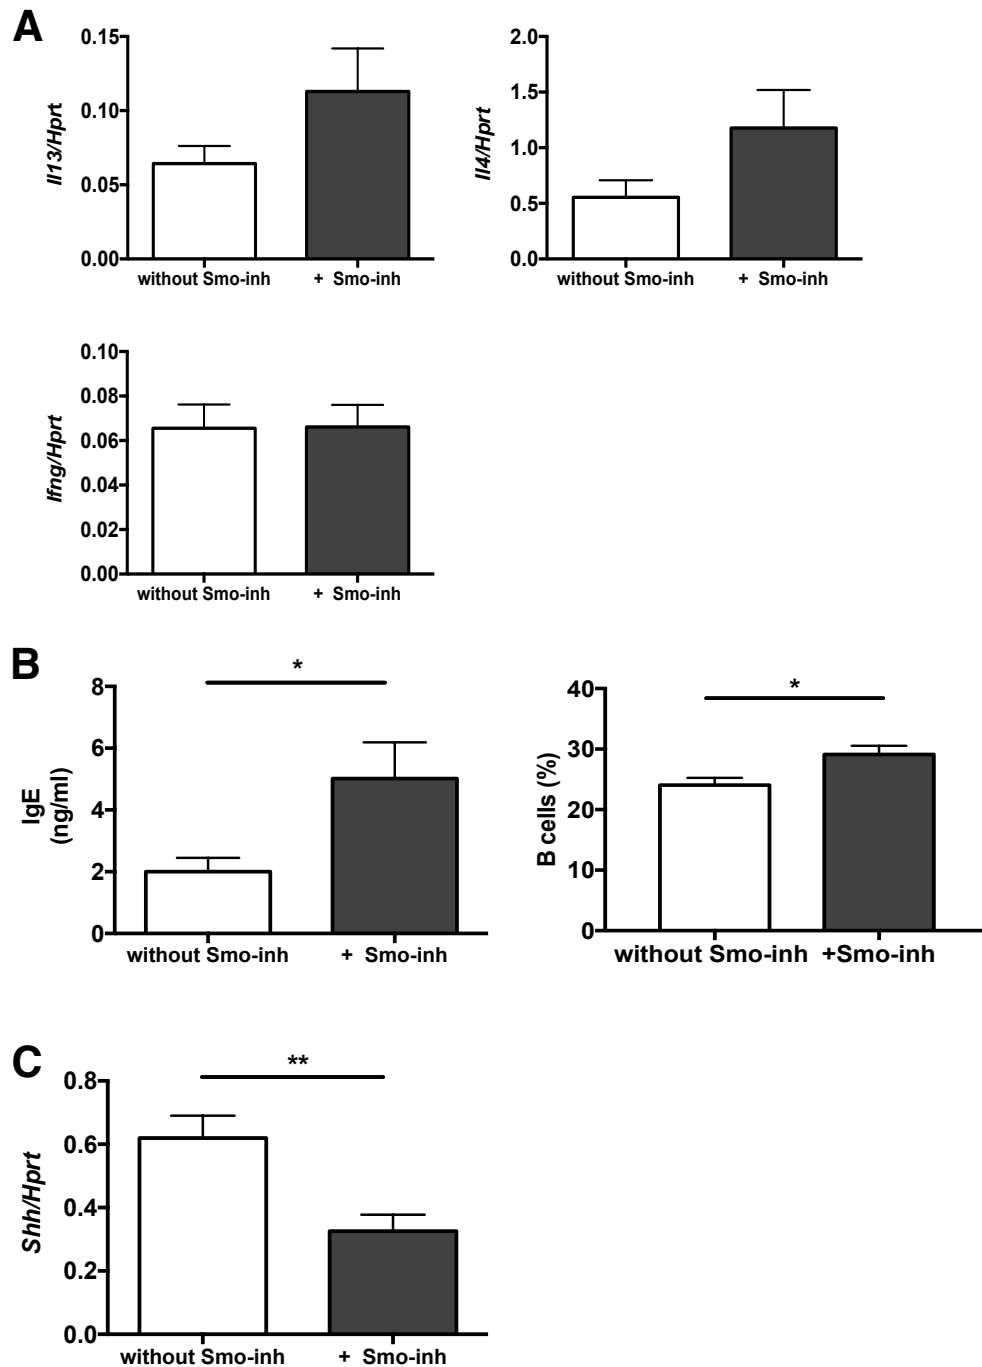 A
0.15
0.10
0.05
0.00
Il13/Hprt
without Smo-inh
+ Smo-inh
2.0
1.5
1.0
0.5
0.0
Il4/Hprt
without Smo-inh
+ Smo-inh
0.10
0.08
0.06
0.04
0.02
0.00
Ifng/Hprt
without Smo-inh
+ Smo-inh
B
*
8
6
4
2
0
IgE
(ng/ml)
without Smo-inh
+ Smo-inh
*
40
30
20
10
0
B cells (%)
without Smo-inh
+Smo-inh
C
**
0.8
0.6
0.4
0.2
0.0
Shh/Hprt
without Smo-inh
+ Smo-inh